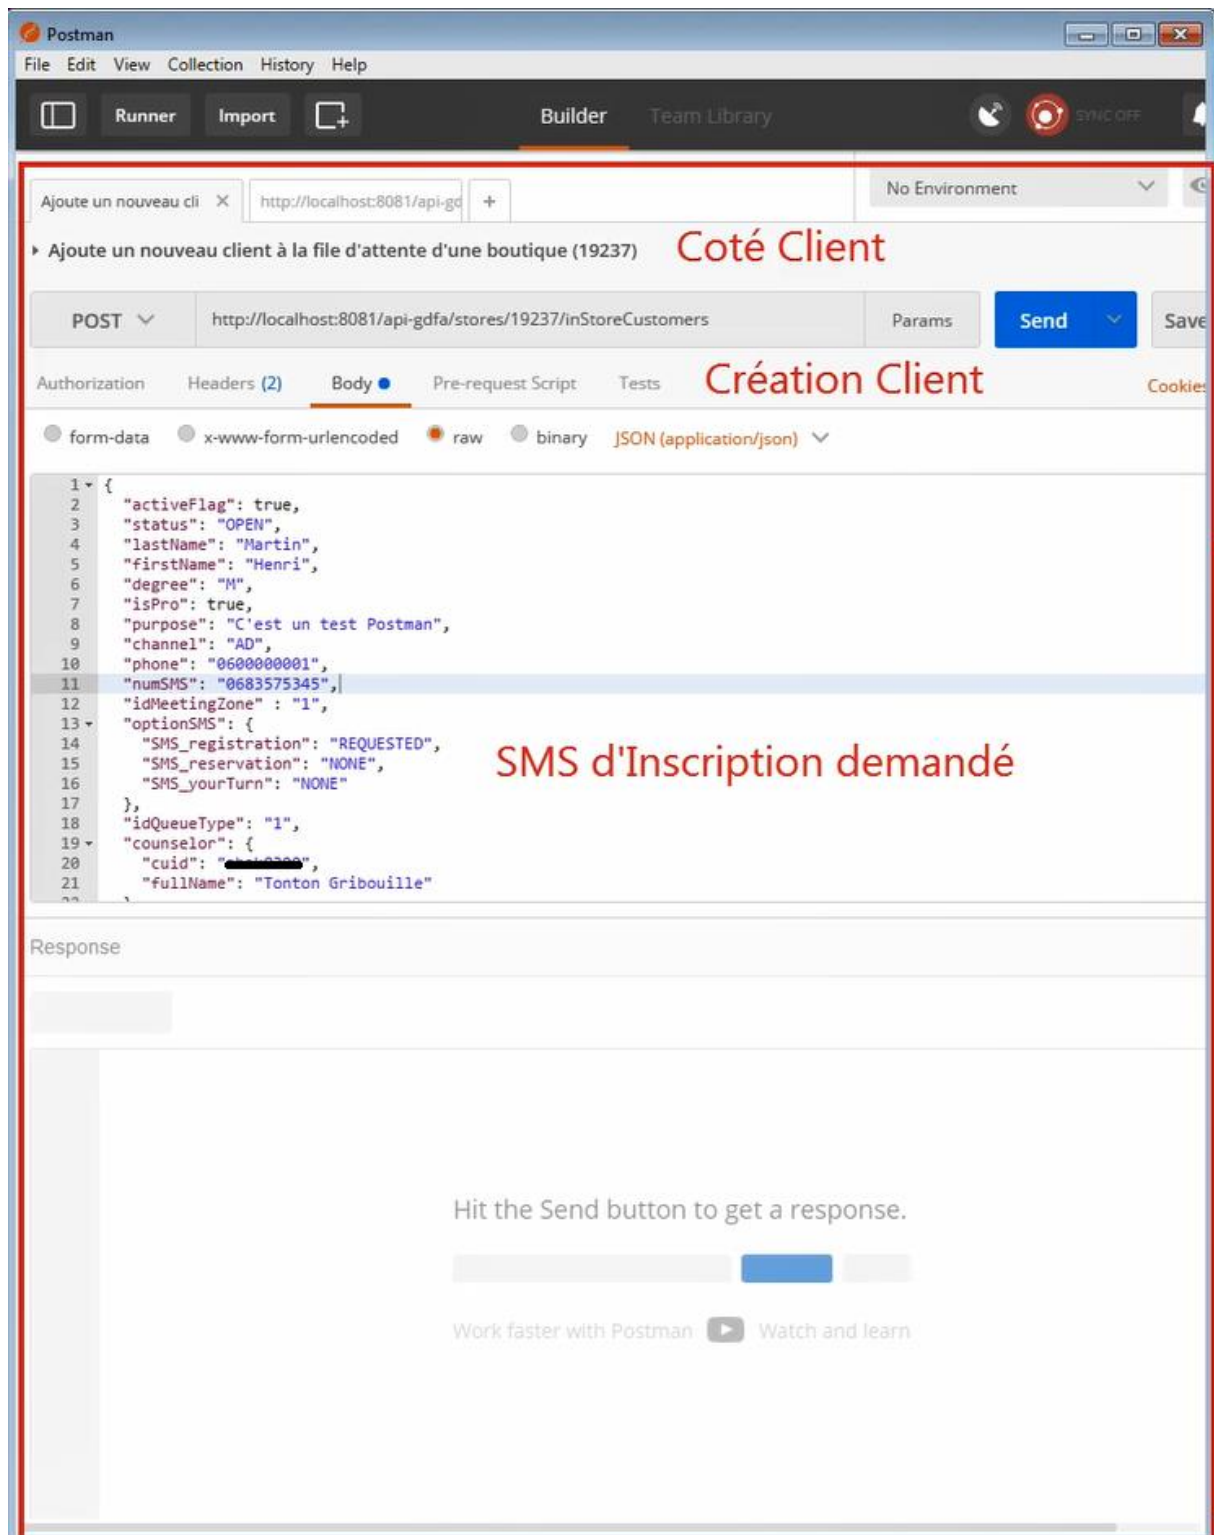 Postman
File Edit View Collection History Help
Runner Import Builder Team Library SYNC OFF
Ajoute un nouveau cli × http://localhost:8081/api-gd + No Environment
Ajoute un nouveau client à la file d'attente d'une boutique (19237) Coté Client
POST http://localhost:8081/api-gdfa/stores/19237/inStoreCustomers Params Send Save
Authorization Headers (2) Body Pre-request Script Tests Création Client Cookies
form-data x-www-form-urlencoded raw binary JSON (application/json)
1 {
2 "activeFlag": true,
3 "status": "OPEN",
4 "lastName": "Martin",
5 "firstName": "Henri",
6 "degree": "M",
7 "isPro": true,
8 "purpose": "C'est un test Postman",
9 "channel": "AD",
10 "phone": "0600000001",
11 "numSMS": "0683575345",
12 "idMeetingZone" : "1",
13 "optionSMS": {
14 "SMS_registration": "REQUESTED",
15 "SMS_reservation": "NONE", SMS d'Inscription demandé
16 "SMS_yourTurn": "NONE"
17 },
18 "idQueueType": "1",
19 "counselor": {
20 "cuid": " ",
21 "fullName": "Tonton Gribouille"
22 }
Response
Hit the Send button to get a response.
Work faster with Postman Watch and learn